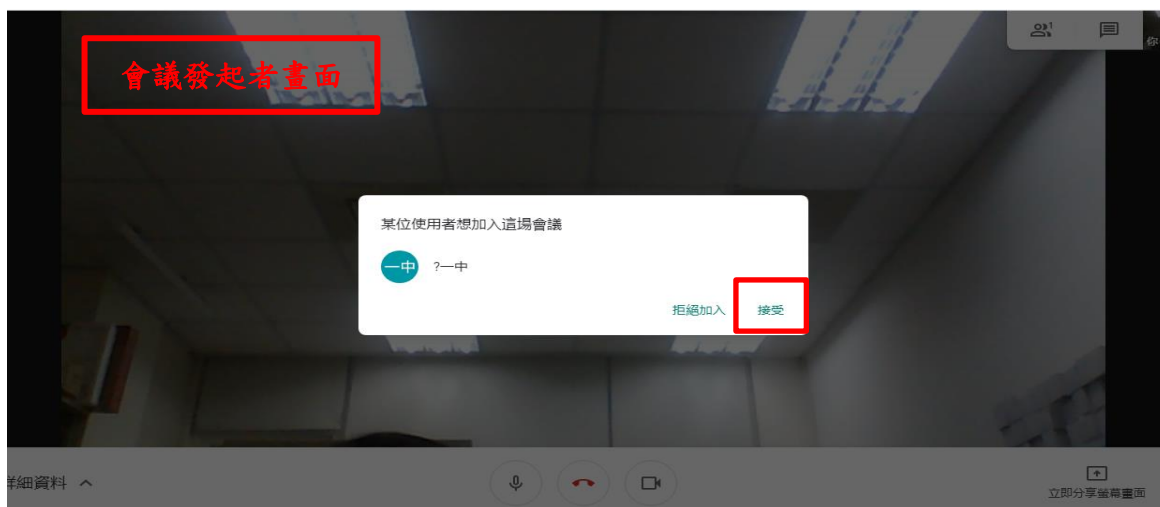 會議發起者畫面
1
你
某位使用者想加入這場會議
一中
?一中
拒絕加入
接受
詳細資料
立即分享螢幕畫面